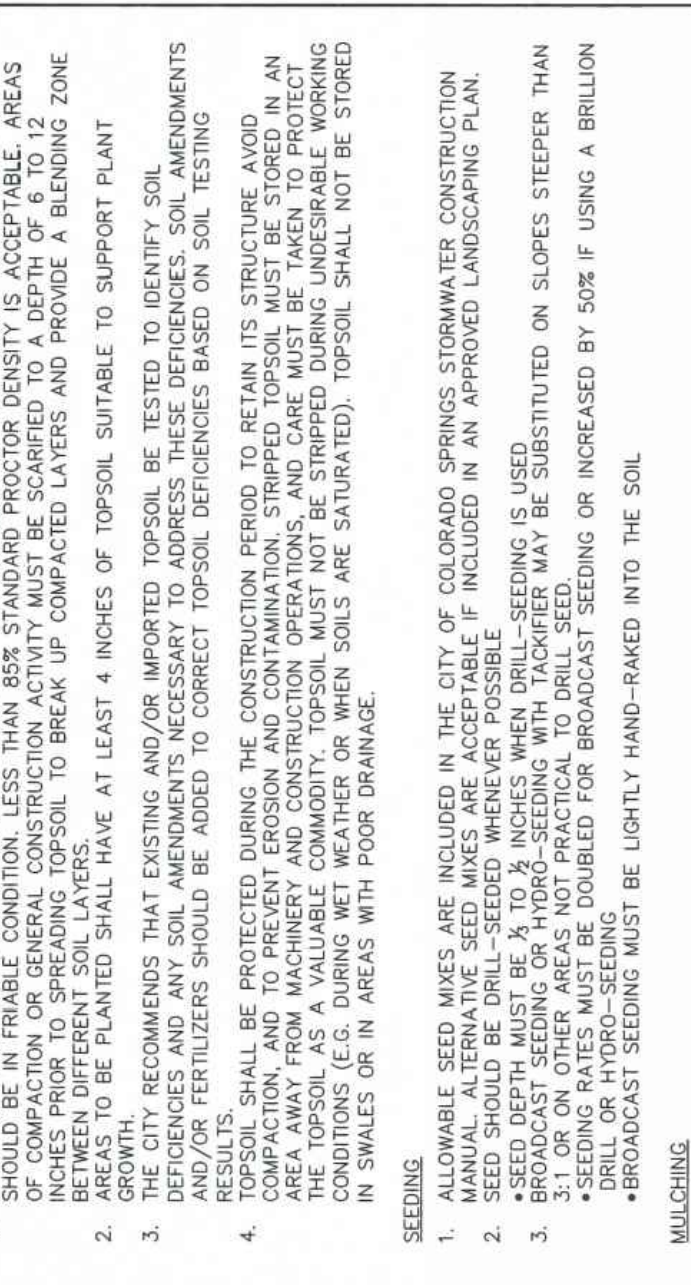 SHOULD BE IN FRIABLE CONDITION. LESS THAN 85% STANDARD PROCTOR DENSITY IS ACCEPTABLE. AREAS
OF COMPACTION OR GENERAL CONSTRUCTION ACTIVITY MUST BE SCARIFIED TO A DEPTH OF 6 TO 12
INCHES PRIOR TO SPREADING TOPSOIL TO BREAK UP COMPACTED LAYERS AND PROVIDE A BLENDING ZONE
BETWEEN DIFFERENT SOIL LAYERS.
2. AREAS TO BE PLANTED SHALL HAVE AT LEAST 4 INCHES OF TOPSOIL SUITABLE TO SUPPORT PLANT
GROWTH.
3. THE CITY RECOMMENDS THAT EXISTING AND/OR IMPORTED TOPSOIL BE TESTED TO IDENTIFY SOIL
DEFICIENCIES AND ANY SOIL AMENDMENTS NECESSARY TO ADDRESS THESE DEFICIENCIES. SOIL AMENDMENTS
AND/OR FERTILIZERS SHOULD BE ADDED TO CORRECT TOPSOIL DEFICIENCIES BASED ON SOIL TESTING
RESULTS.
4. TOPSOIL SHALL BE PROTECTED DURING THE CONSTRUCTION PERIOD TO RETAIN ITS STRUCTURE AVOID
COMPACTION, AND TO PREVENT EROSION AND CONTAMINATION. STRIPPED TOPSOIL MUST BE STORED IN AN
AREA AWAY FROM MACHINERY AND CONSTRUCTION OPERATIONS, AND CARE MUST BE TAKEN TO PROTECT
THE TOPSOIL AS A VALUABLE COMMODITY. TOPSOIL MUST NOT BE STRIPPED DURING UNDESIRABLE WORKING
CONDITIONS (E.G. DURING WET WEATHER OR WHEN SOILS ARE SATURATED). TOPSOIL SHALL NOT BE STORED
IN SWALES OR IN AREAS WITH POOR DRAINAGE.
SEEDING
1. ALLOWABLE SEED MIXES ARE INCLUDED IN THE CITY OF COLORADO SPRINGS STORMWATER CONSTRUCTION
MANUAL. ALTERNATIVE SEED MIXES ARE ACCEPTABLE IF INCLUDED IN AN APPROVED LANDSCAPING PLAN.
2. SEED SHOULD BE DRILL-SEEDED WHENEVER POSSIBLE
•SEED DEPTH MUST BE ⅓ TO ½ INCHES WHEN DRILL-SEEDING IS USED
3. BROADCAST SEEDING OR HYDRO-SEEDING WITH TACKIFIER MAY BE SUBSTITUTED ON SLOPES STEEPER THAN
3:1 OR ON OTHER AREAS NOT PRACTICAL TO DRILL SEED.
•SEEDING RATES MUST BE DOUBLED FOR BROADCAST SEEDING OR INCREASED BY 50% IF USING A BRILLION
DRILL OR HYDRO-SEEDING
•BROADCAST SEEDING MUST BE LIGHTLY HAND-RAKED INTO THE SOIL
MULCHING